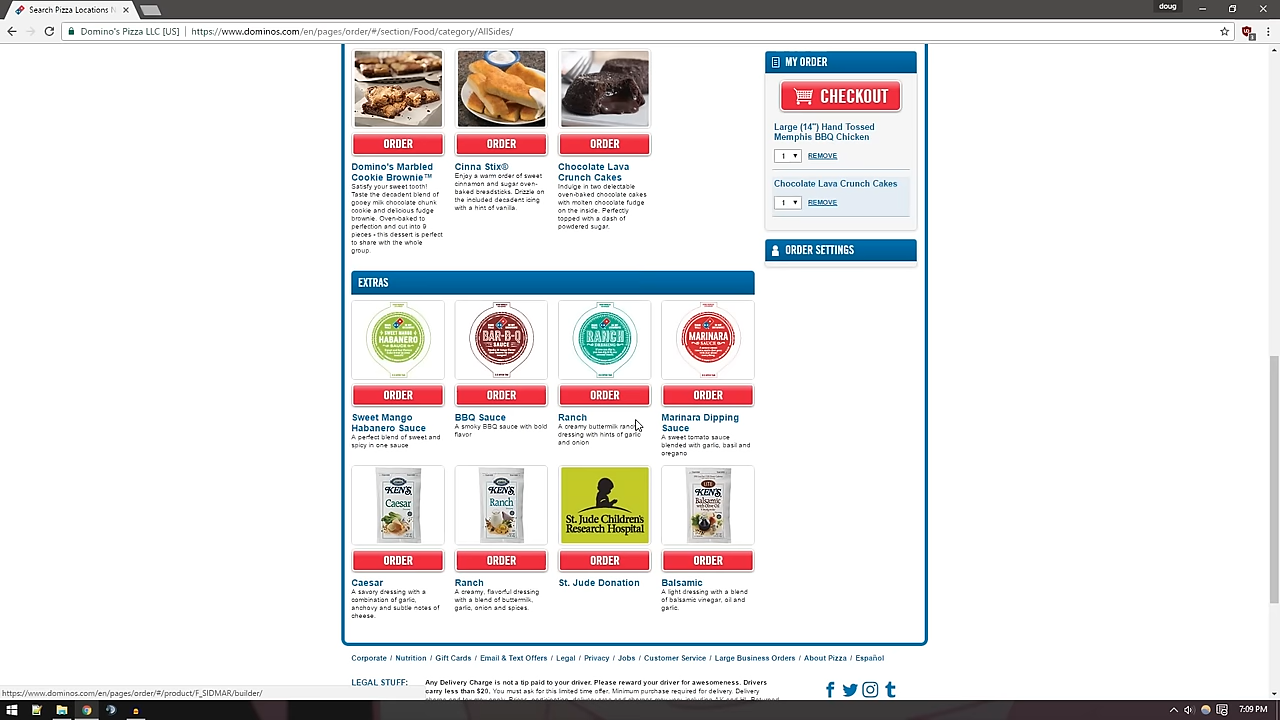 Search Pizza Locations N
doug
Domino's Pizza LLC [US]
https://www.dominos.com/en/pages/order/#/section/Food/category/AllSides/
ORDER
ORDER
ORDER
Domino's Marbled
Cookie Brownie™
Satisfy your sweet tooth!
Taste the decadent blend of
gooey milk chocolate chunk
cookie and delicious fudge
brownie. Oven-baked to
perfection and cut into 9
pieces - this dessert is perfect
to share with the whole
group.
Cinna Stix®
Enjoy a warm order of sweet
cinnamon and sugar oven-
baked breadsticks. Drizzle on
the included decadent icing
with a hint of vanilla.
Chocolate Lava
Crunch Cakes
Indulge in two delectable
oven-baked chocolate cakes
with molten chocolate fudge
on the inside. Perfectly
topped with a dash of
powdered sugar.
MY ORDER
CHECKOUT
Large (14") Hand Tossed
Memphis BBQ Chicken
1 REMOVE
Chocolate Lava Crunch Cakes
1 REMOVE
ORDER SETTINGS
EXTRAS
SWEET MANGO
HABANERO
SAUCE
BAR-B-Q
SAUCE
RANCH
DRESSING
MARINARA
SAUCE
ORDER
ORDER
ORDER
ORDER
Sweet Mango
Habanero Sauce
A perfect blend of sweet and
spicy in one sauce
BBQ Sauce
A smoky BBQ sauce with bold
flavor
Ranch
A creamy buttermilk ranch
dressing with hints of garlic
and onion
Marinara Dipping
Sauce
A sweet tomato sauce
blended with garlic, basil and
oregano
KEN'S
Caesar
KEN'S
Ranch
St. Jude Children's
Research Hospital
LITE
KEN'S
Balsamic
with Olive Oil
ORDER
ORDER
ORDER
ORDER
Caesar
A savory dressing with a
combination of garlic,
anchovy and subtle notes of
cheese.
Ranch
A creamy, flavorful dressing
with a blend of buttermilk,
garlic, onion and spices.
St. Jude Donation
Balsamic
A light dressing with a blend
of balsamic vinegar, oil and
garlic.
Corporate / Nutrition / Gift Cards / Email & Text Offers / Legal / Privacy / Jobs / Customer Service / Large Business Orders / About Pizza / Español
LEGAL STUFF:
Any Delivery Charge is not a tip paid to your driver. Please reward your driver for awesomeness. Drivers
carry less than $20. You must ask for this limited time offer. Minimum purchase required for delivery. Delivery
https://www.dominos.com/en/pages/order/#/product/F_SIDMAR/builder/
7:09 PM